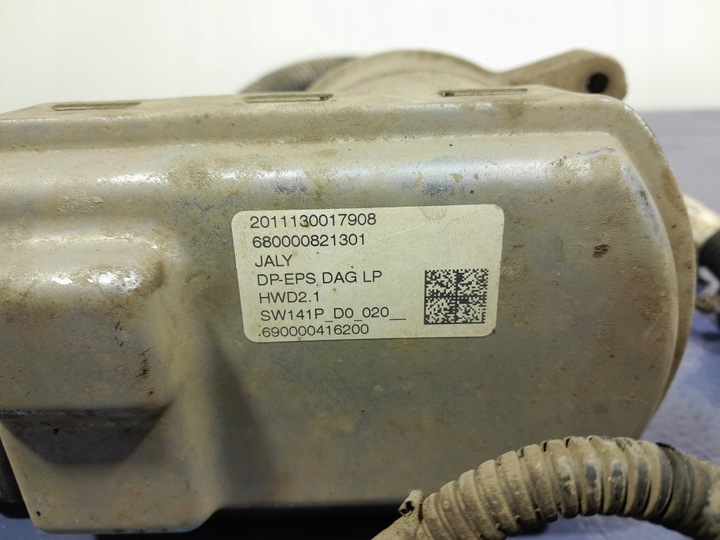 2011130017908
680000821301
JALY
DP-EPS DAG LP
HWD2.1
SW141P_D0_020__
690000416200